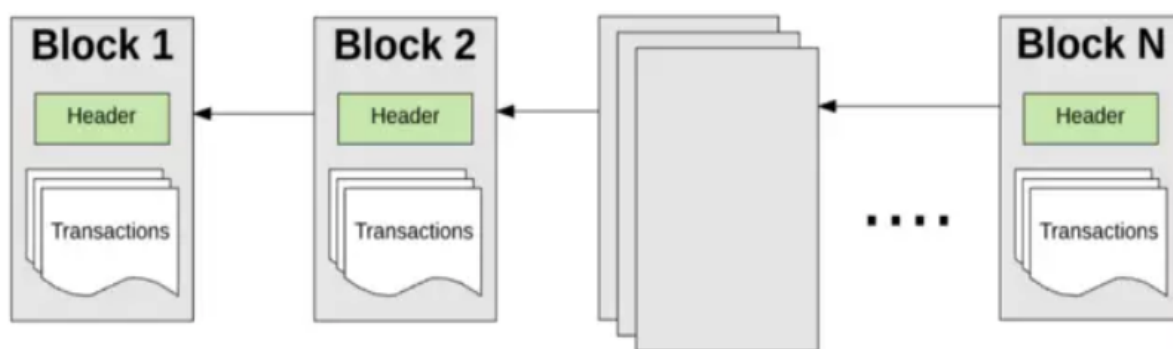 Block 1
Header
Transactions
Block 2
Header
Transactions
....
Block N
Header
Transactions